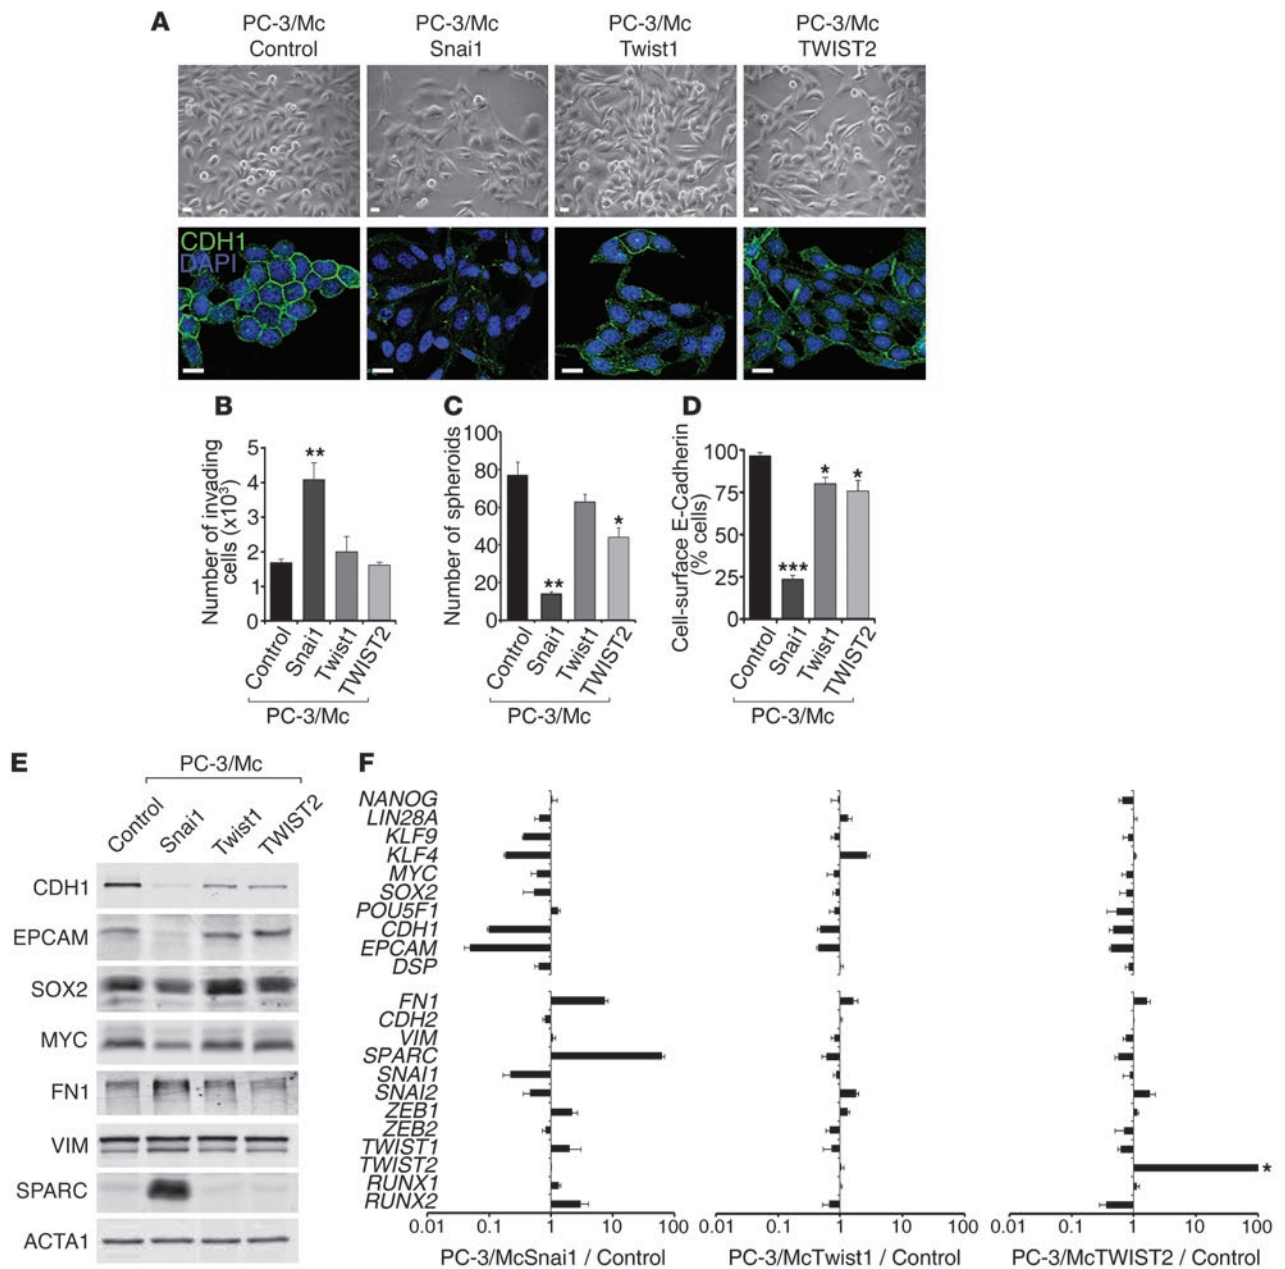 A
PC-3/Mc
Control
PC-3/Mc
Snai1
PC-3/Mc
Twist1
PC-3/Mc
TWIST2
CDH1
DAPI
B
Number of invading
cells (x10³)
5
4
3
2
1
0
**
Control
Snai1
Twist1
TWIST2
PC-3/Mc
C
Number of spheroids
100
80
60
40
20
0
**
*
Control
Snai1
Twist1
TWIST2
PC-3/Mc
D
Cell-surface E-Cadherin
(% cells)
100
75
50
25
0
***
*
*
Control
Snai1
Twist1
TWIST2
PC-3/Mc
E
PC-3/Mc
Control
Snai1
Twist1
TWIST2
CDH1
EPCAM
SOX2
MYC
FN1
VIM
SPARC
ACTA1
F
NANOG
LIN28A
KLF9
KLF4
MYC
SOX2
POU5F1
CDH1
EPCAM
DSP
FN1
CDH2
VIM
SPARC
SNAI1
SNAI2
ZEB1
ZEB2
TWIST1
TWIST2
RUNX1
RUNX2
*
0.01 0.1 1 10 100
PC-3/McSnai1 / Control
0.01 0.1 1 10 100
PC-3/McTwist1 / Control
0.01 0.1 1 10 100
PC-3/McTWIST2 / Control